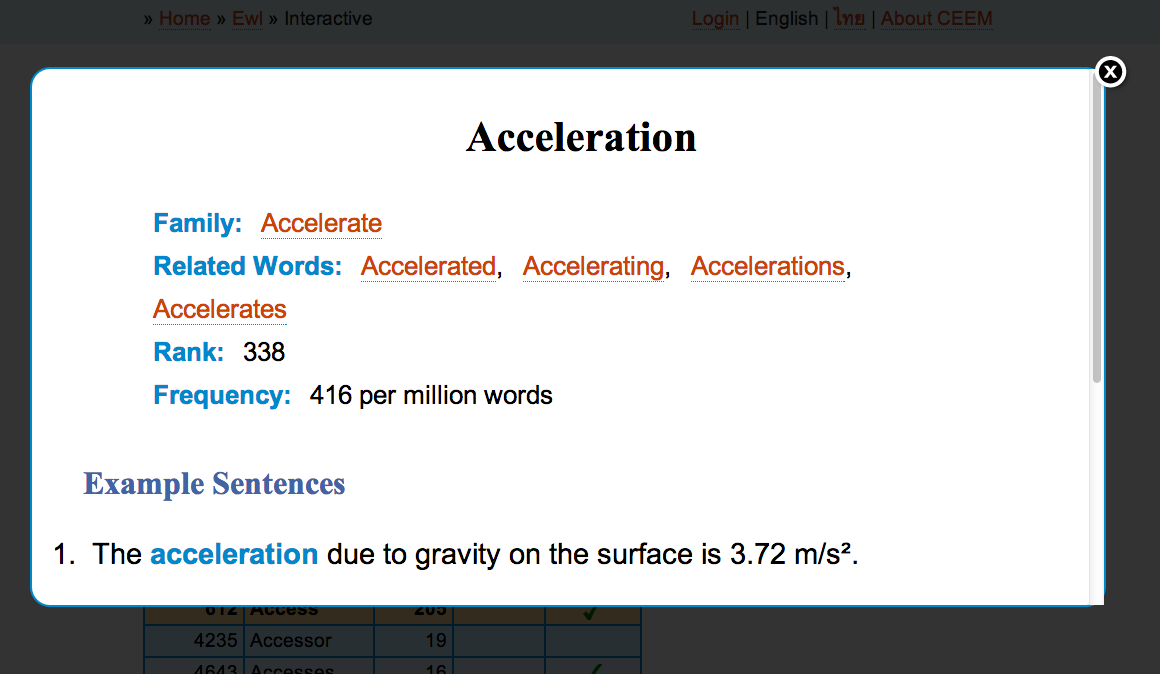 » Home » Ewl » Interactive
Login | English | ไทย | About CEEM
X
Acceleration
Family: Accelerate
Related Words: Accelerated, Accelerating, Accelerations,
Accelerates
Rank: 338
Frequency: 416 per million words
Example Sentences
1. The acceleration due to gravity on the surface is 3.72 m/s².
612 Access 205 ✓
4235 Accessor 19
4643 Accesses 16 ✓